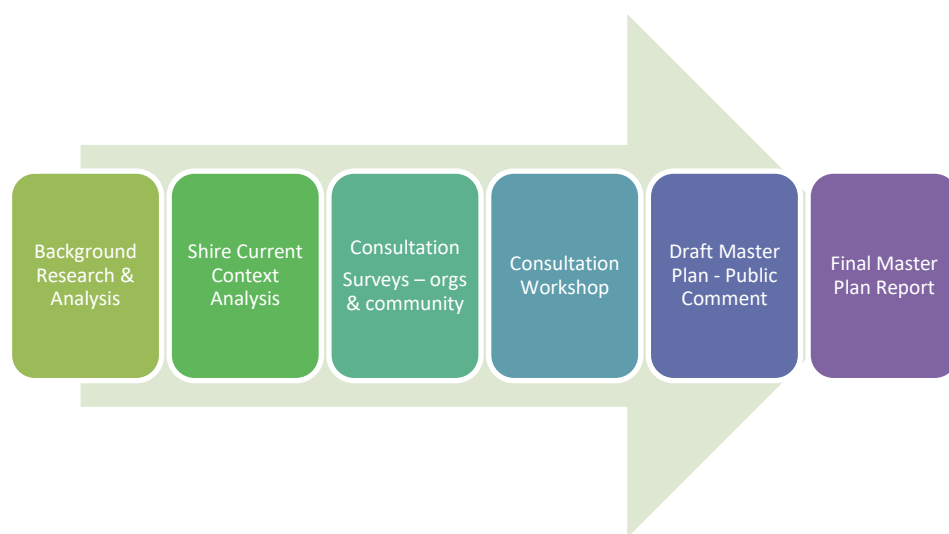 Background
Research &
Analysis
Shire Current
Context
Analysis
Consultation
Surveys – orgs
& community
Consultation
Workshop
Draft Master
Plan - Public
Comment
Final Master
Plan Report